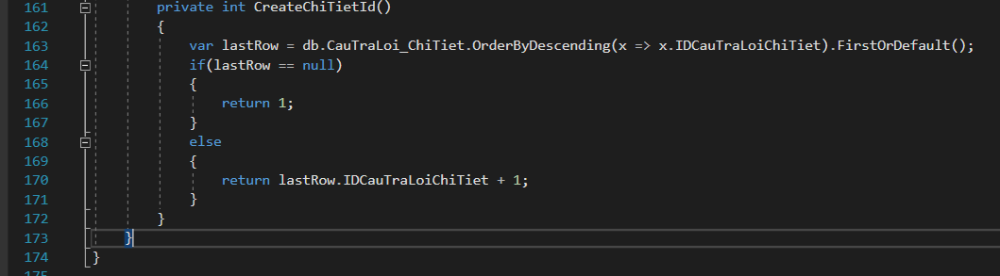 161 private int CreateChiTietId()
162 {
163 var lastRow = db.CauTraLoi_ChiTiet.OrderByDescending(x => x.IDCauTraLoiChiTiet).FirstOrDefault();
164 if(lastRow == null)
165 {
166 return 1;
167 }
168 else
169 {
170 return lastRow.IDCauTraLoiChiTiet + 1;
171 }
172 }
173 }
174 }
175